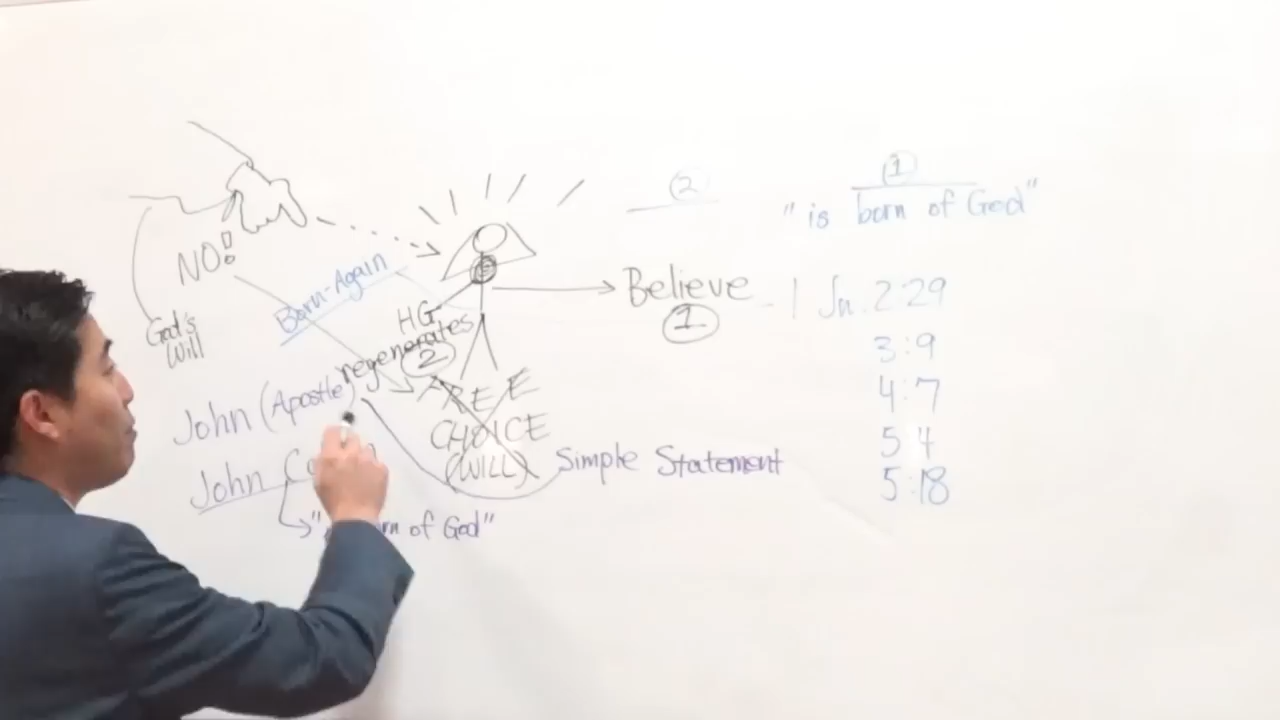 NO!
God's
Will
Born-Again
HG
regenerates
2
FREE
CHOICE
(WILL)
Believe
1
John (Apostle)
John
of God"
Simple Statement
2
1
"is born of God"
1 Jn. 2:29
3:9
4:7
5:4
5:18